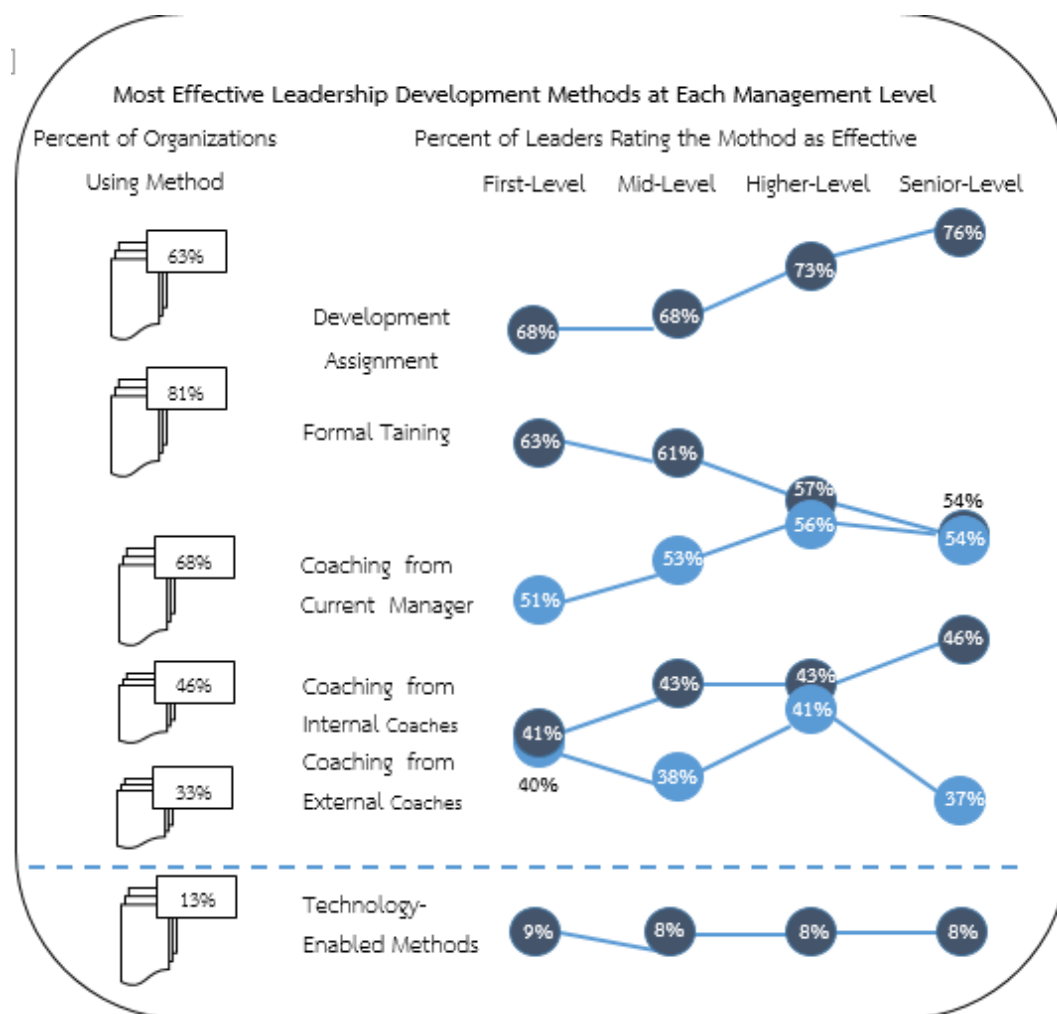 ]
Most Effective Leadership Development Methods at Each Management Level
Percent of Organizations
Using Method
Percent of Leaders Rating the Mothod as Effective
First-Level Mid-Level Higher-Level Senior-Level
63%
Development
Assignment
68% 68% 73% 76%
81%
Formal Taining
63% 61% 57% 54%
68%
Coaching from
Current Manager
51% 53% 56% 54%
46%
Coaching from
Internal Coaches
41% 43% 43% 46%
33%
Coaching from
External Coaches
40% 38% 41% 37%
13%
Technology-
Enabled Methods
9% 8% 8% 8%